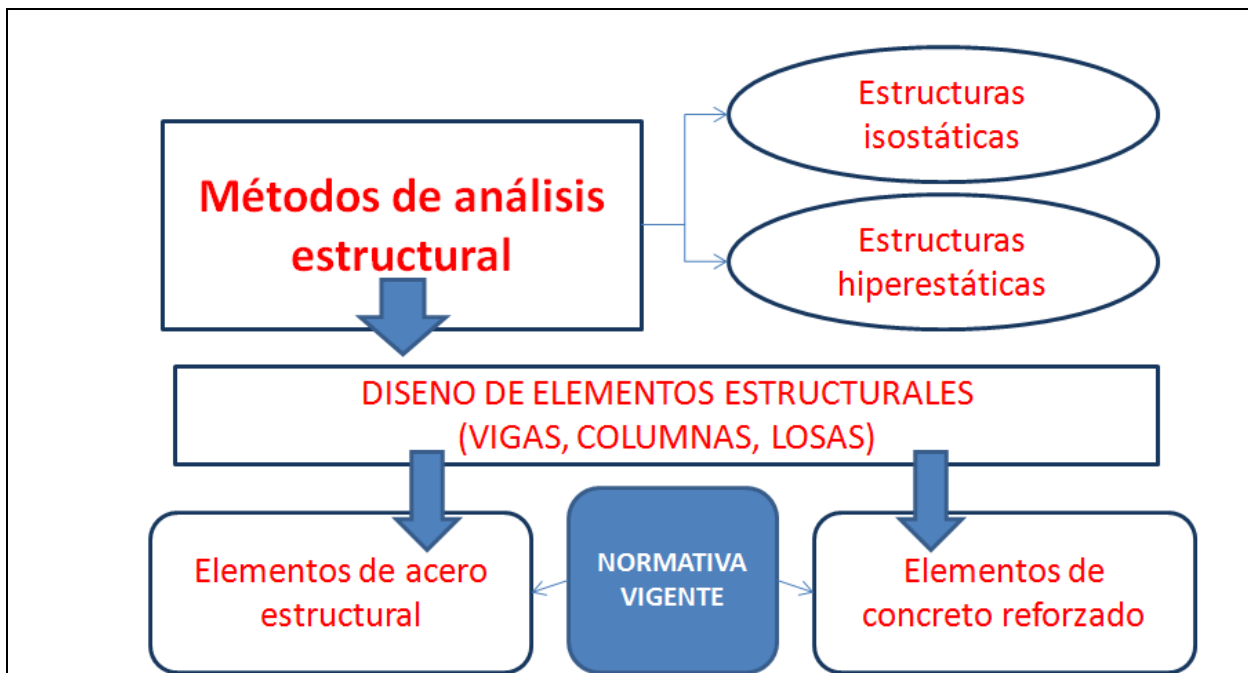 Estructuras
isostáticas
Métodos de análisis
estructural
Estructuras
hiperestáticas
DISENO DE ELEMENTOS ESTRUCTURALES
(VIGAS, COLUMNAS, LOSAS)
Elementos de acero
estructural
NORMATIVA
VIGENTE
Elementos de
concreto reforzado